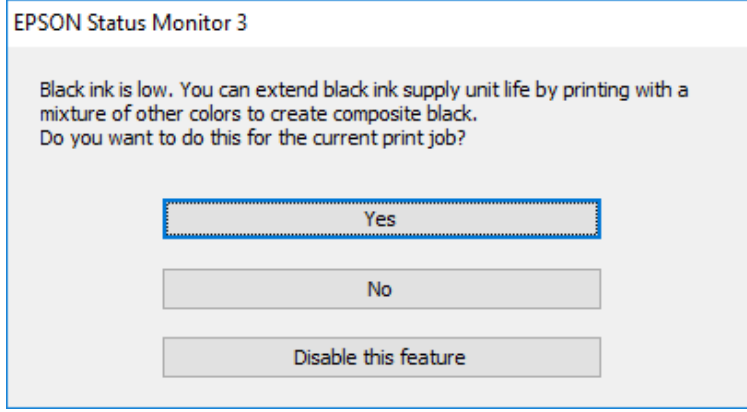 EPSON Status Monitor 3
Black ink is low. You can extend black ink supply unit life by printing with a
mixture of other colors to create composite black.
Do you want to do this for the current print job?
Yes
No
Disable this feature